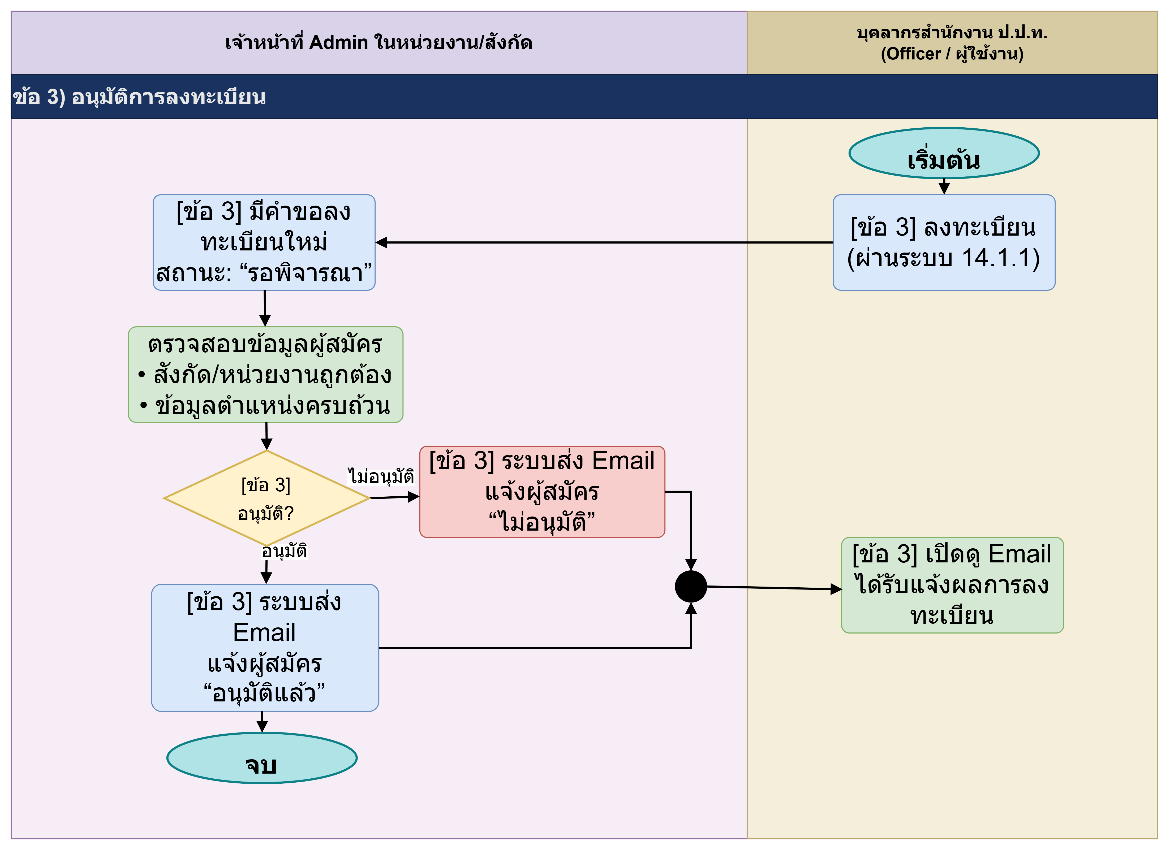 เจ้าหน้าที่ Admin ในหน่วยงาน/สังกัด
บุคลากรสำนักงาน ป.ป.ท.
(Officer / ผู้ใช้งาน)
ข้อ 3) อนุมัติการลงทะเบียน
เริ่มต้น
[ข้อ 3] ลงทะเบียน
(ผ่านระบบ 14.1.1)
[ข้อ 3] มีคำขอลง
ทะเบียนใหม่
สถานะ: “รอพิจารณา”
ตรวจสอบข้อมูลผู้สมัคร
• สังกัด/หน่วยงานถูกต้อง
• ข้อมูลตำแหน่งครบถ้วน
[ข้อ 3]
อนุมัติ?
ไม่อนุมัติ
[ข้อ 3] ระบบส่ง Email
แจ้งผู้สมัคร
“ไม่อนุมัติ”
อนุมัติ
[ข้อ 3] ระบบส่ง
Email
แจ้งผู้สมัคร
“อนุมัติแล้ว”
[ข้อ 3] เปิดดู Email
ได้รับแจ้งผลการลง
ทะเบียน
จบ